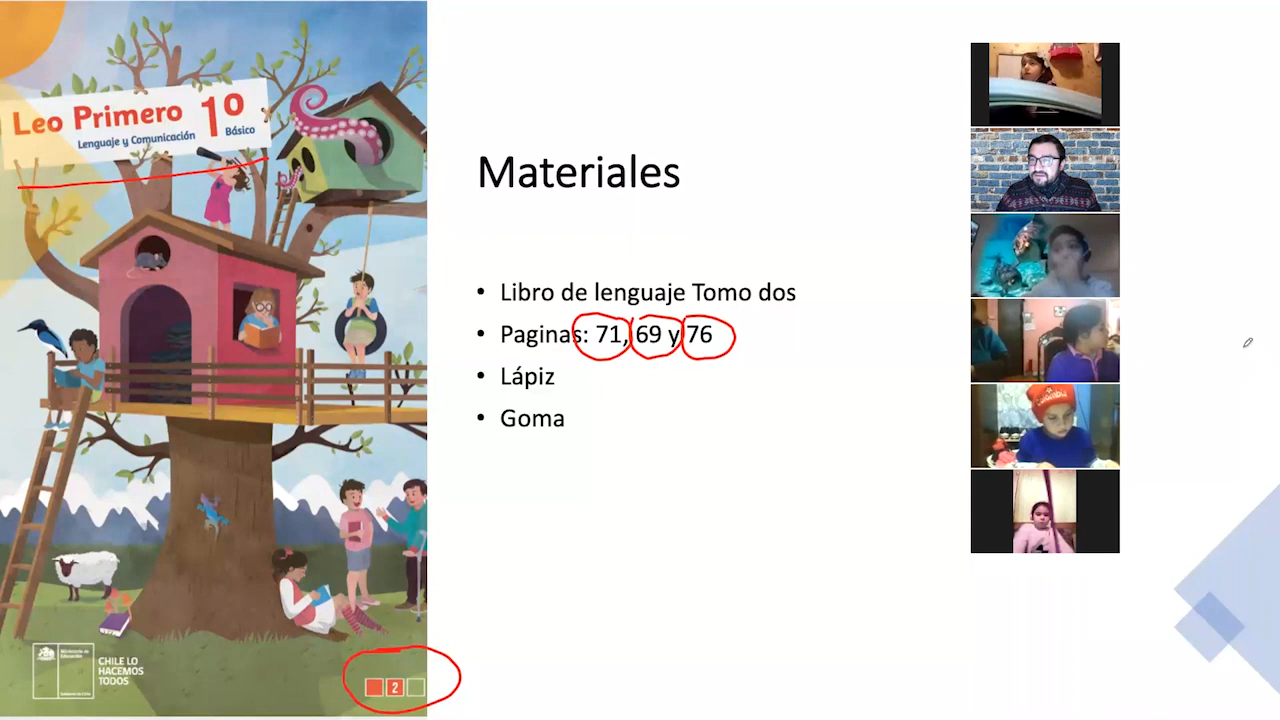 Leo Primero 1º
Lenguaje y Comunicación Básico
Materiales
• Libro de lenguaje Tomo dos
• Paginas: 71, 69 y 76
• Lápiz
• Goma
Colombia
Ministerio de
Educación
CHILE LO
HACEMOS
TODOS
2